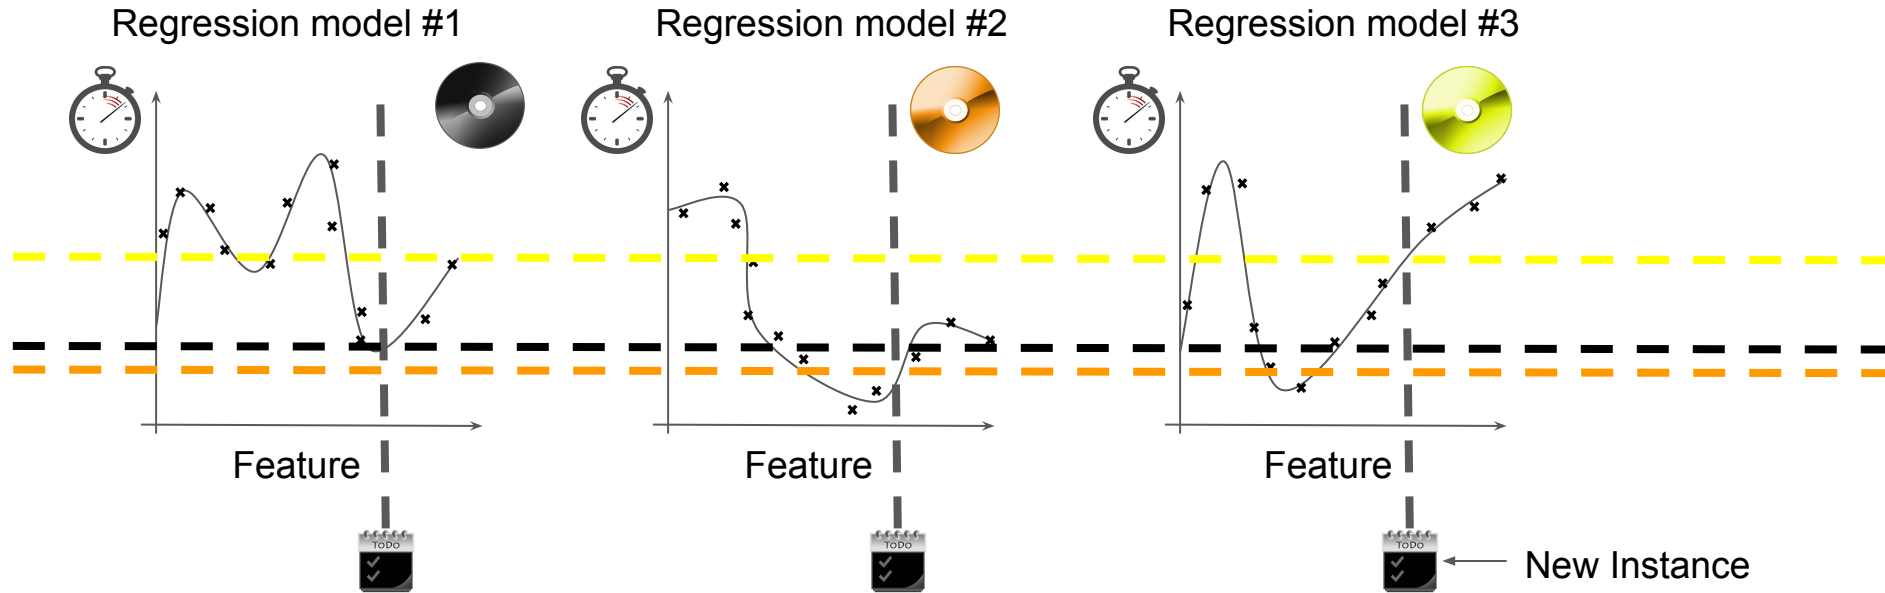 Regression model #1
Regression model #2
Regression model #3
Feature
Feature
Feature
ToDo
ToDo
ToDo
New Instance